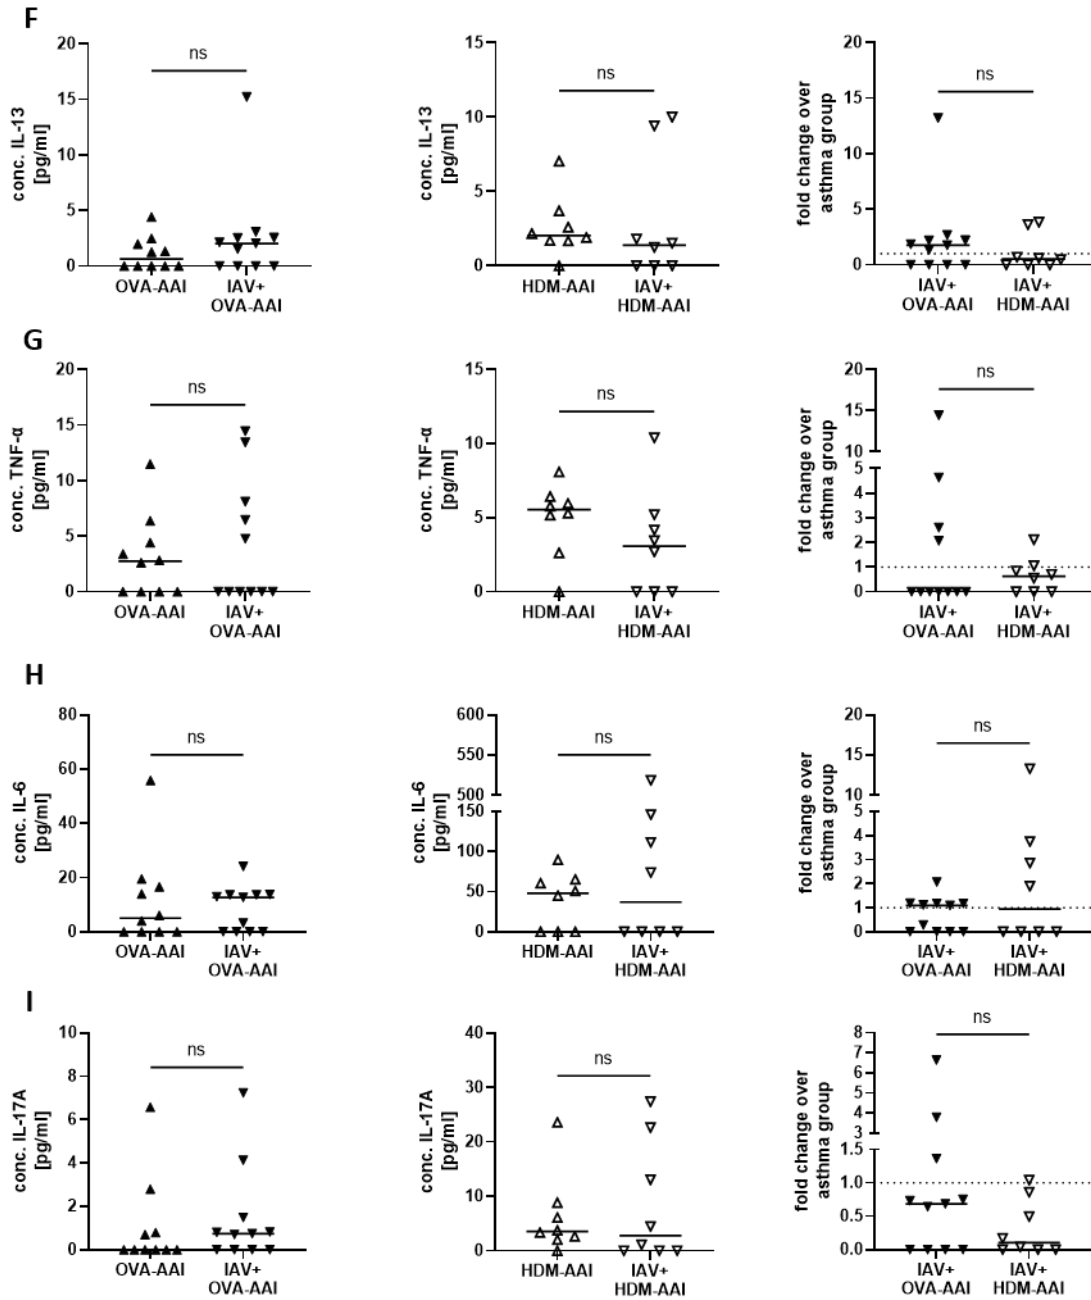 F
conc. IL-13
[pg/ml]
20
15
10
5
0
ns
OVA-AAI
IAV+
OVA-AAI
conc. IL-13
[pg/ml]
15
10
5
0
ns
HDM-AAI
IAV+
HDM-AAI
fold change over
asthma group
20
15
10
5
0
ns
IAV+
OVA-AAI
IAV+
HDM-AAI
G
conc. TNF-α
[pg/ml]
20
15
10
5
0
ns
OVA-AAI
IAV+
OVA-AAI
conc. TNF-α
[pg/ml]
15
10
5
0
ns
HDM-AAI
IAV+
HDM-AAI
fold change over
asthma group
20
15
10
5
4
3
2
1
0
ns
IAV+
OVA-AAI
IAV+
HDM-AAI
H
conc. IL-6
[pg/ml]
80
60
40
20
0
ns
OVA-AAI
IAV+
OVA-AAI
conc. IL-6
[pg/ml]
600
550
500
150
100
50
0
ns
HDM-AAI
IAV+
HDM-AAI
fold change over
asthma group
20
15
10
5
4
3
2
1
0
ns
IAV+
OVA-AAI
IAV+
HDM-AAI
I
conc. IL-17A
[pg/ml]
10
8
6
4
2
0
ns
OVA-AAI
IAV+
OVA-AAI
conc. IL-17A
[pg/ml]
40
30
20
10
0
ns
HDM-AAI
IAV+
HDM-AAI
fold change over
asthma group
8
7
6
5
4
3
1.5
1.0
0.5
0.0
ns
IAV+
OVA-AAI
IAV+
HDM-AAI